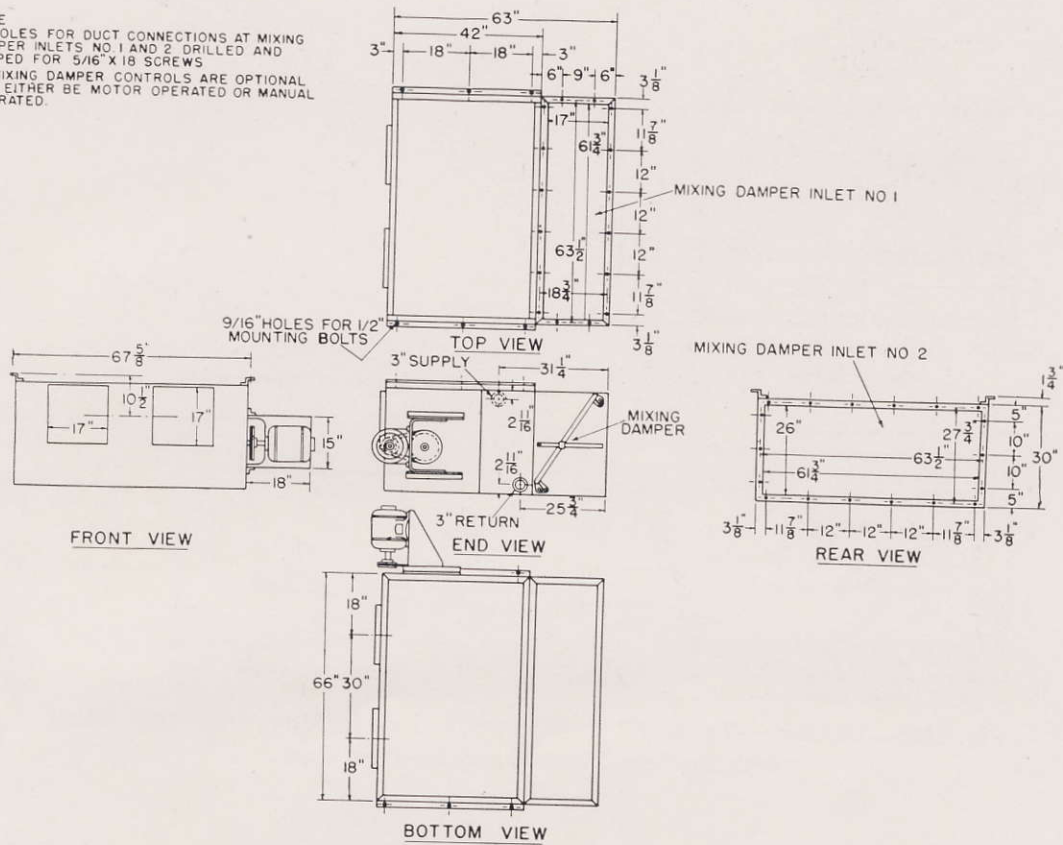 E
OLES FOR DUCT CONNECTIONS AT MIXING
PER INLETS NO. 1 AND 2 DRILLED AND
PED FOR 5/16" X 18 SCREWS
IXING DAMPER CONTROLS ARE OPTIONAL
EITHER BE MOTOR OPERATED OR MANUAL
RATED.
63"
42"
3" 18" 18" 3"
6" 9" 6"
3 1/8"
17"
61 3/4"
11 7/8"
12"
MIXING DAMPER INLET NO 1
12"
12"
63 1/2"
18 3/4"
11 7/8"
3 1/8"
9/16" HOLES FOR 1/2"
MOUNTING BOLTS
TOP VIEW
67 5/8'
10 1/2"
17"
17"
15"
18"
FRONT VIEW
3" SUPPLY
31 1/4"
2 11/16"
MIXING
DAMPER
2 11/16"
3" RETURN
25 3/4"
END VIEW
MIXING DAMPER INLET NO 2
1 3/4"
26"
27 3/4"
5"
10"
30"
63 1/2"
10"
61 3/4"
5"
3 1/8" 11 7/8" 12" 12" 12" 11 7/8" 3 1/8"
REAR VIEW
18"
66" 30"
18"
BOTTOM VIEW